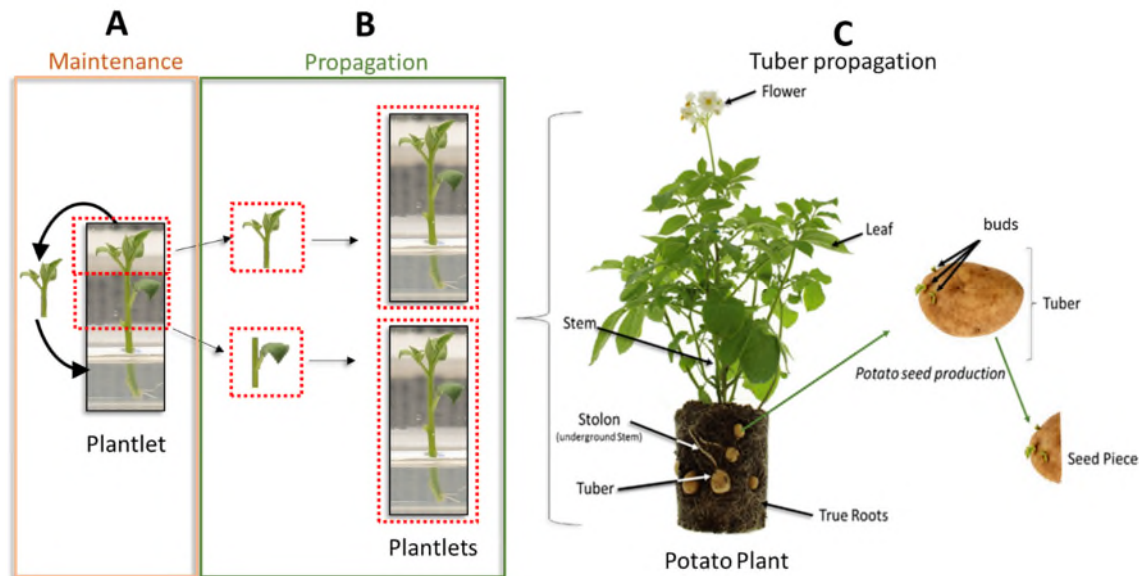 A
Maintenance
Plantlet
B
Propagation
Plantlets
C
Tuber propagation
Flower
Leaf
Stem
Stolon
(underground Stem)
Tuber
True Roots
Potato Plant
buds
Tuber
Potato seed production
Seed Piece